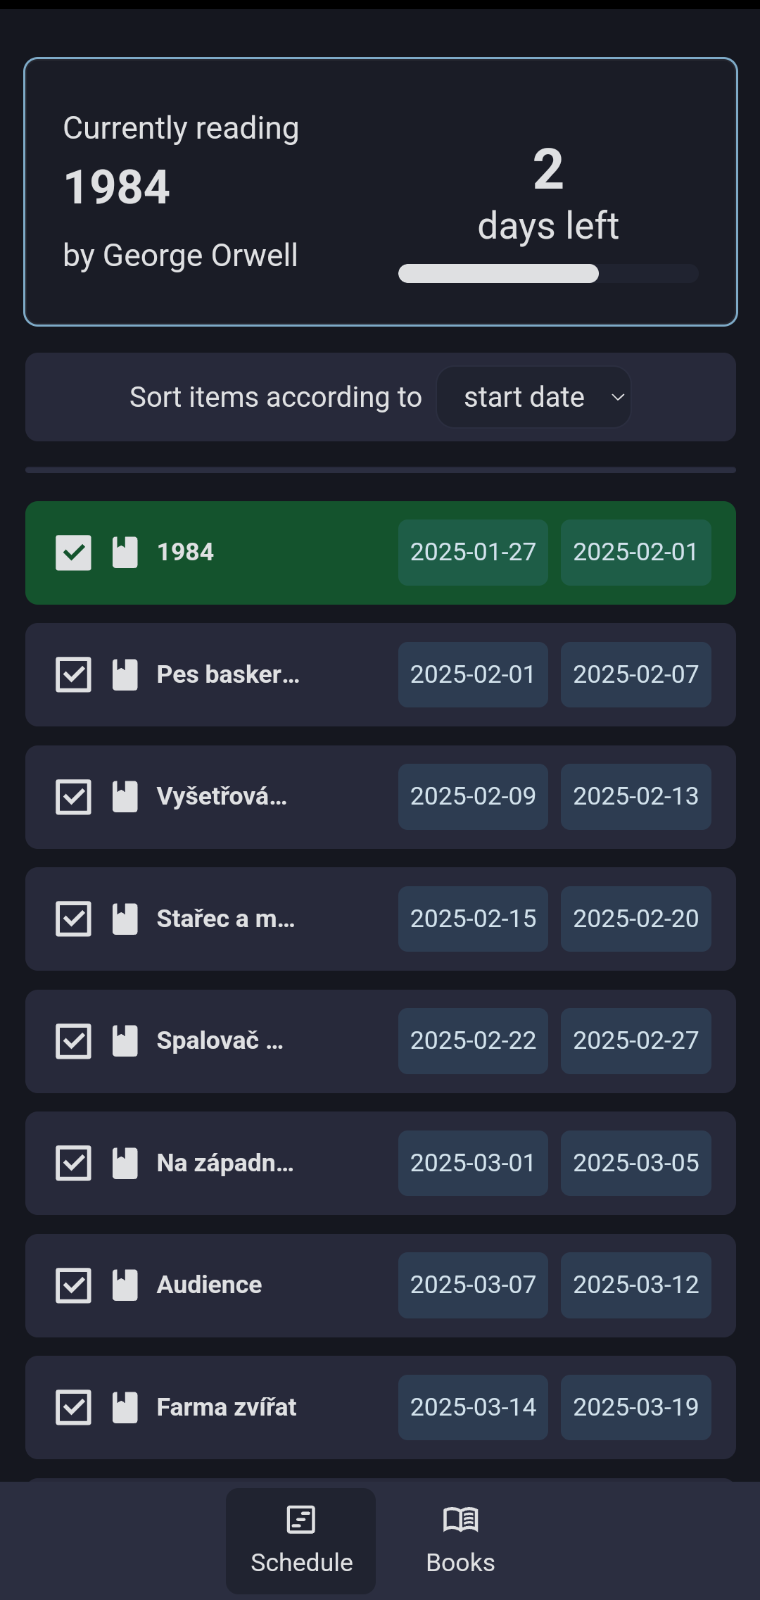 Currently reading
1984
by George Orwell
2
days left
Sort items according to start date
1984 2025-01-27 2025-02-01
Pes basker… 2025-02-01 2025-02-07
Vyšetřová… 2025-02-09 2025-02-13
Stařec a m… 2025-02-15 2025-02-20
Spalovač … 2025-02-22 2025-02-27
Na západn… 2025-03-01 2025-03-05
Audience 2025-03-07 2025-03-12
Farma zvířat 2025-03-14 2025-03-19
Schedule Books